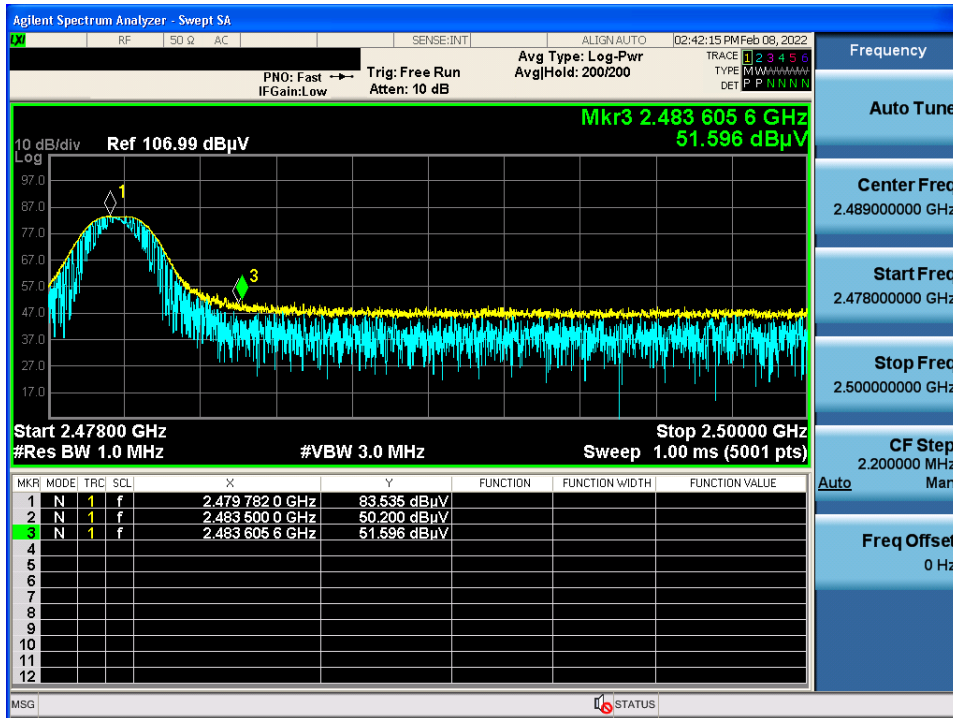 Agilent Spectrum Analyzer - Swept SA
LXI RF 50 Ω AC SENSE:INT ALIGN AUTO 02:42:15 PM Feb 08, 2022
PNO: Fast
IFGain:Low
Trig: Free Run
Atten: 10 dB
Avg Type: Log-Pwr
Avg|Hold: 200/200
TRACE 1 2 3 4 5 6
TYPE M W W W W W
DET P P N N N N
Mkr3 2.483 605 6 GHz
51.596 dBµV
10 dB/div
Log
Ref 106.99 dBµV
97.0
87.0
77.0
67.0
57.0
47.0
37.0
27.0
17.0
1
3
Start 2.47800 GHz Stop 2.50000 GHz
#Res BW 1.0 MHz #VBW 3.0 MHz Sweep 1.00 ms (5001 pts)
MKR MODE TRC SCL X Y FUNCTION FUNCTION WIDTH FUNCTION VALUE
1 N 1 f 2.479 782 0 GHz 83.535 dBµV
2 N 1 f 2.483 500 0 GHz 50.200 dBµV
3 N 1 f 2.483 605 6 GHz 51.596 dBµV
4
5
6
7
8
9
10
11
12
MSG STATUS
Frequency
Auto Tune
Center Freq
2.489000000 GHz
Start Freq
2.478000000 GHz
Stop Freq
2.500000000 GHz
CF Step
2.200000 MHz
Auto Man
Freq Offset
0 Hz